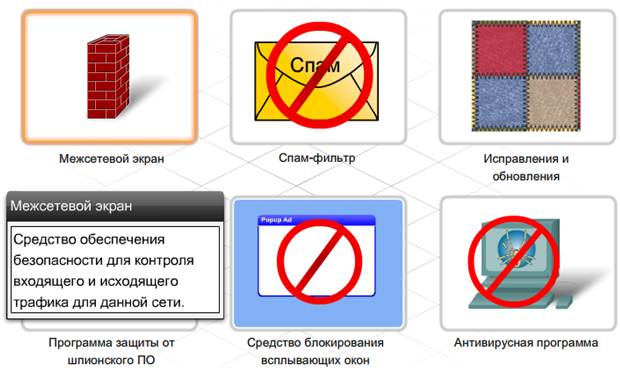 Спам
Межсетевой экран
Спам-фильтр
Исправления и
обновления
Межсетевой экран
Средство обеспечения
безопасности для контроля
входящего и исходящего
трафика для данной сети.
Popup Ad
Программа защиты от
шпионского ПО
Средство блокирования
всплывающих окон
Антивирусная программа